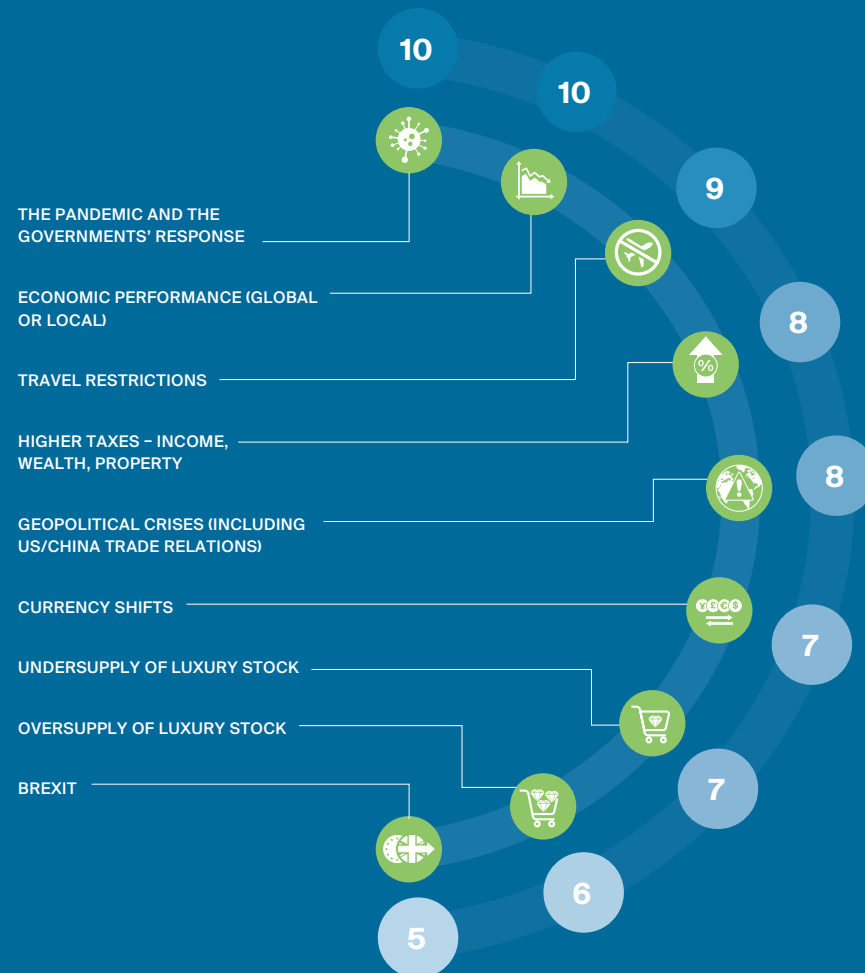 10
10
9
8
8
7
7
6
5
THE PANDEMIC AND THE
GOVERNMENTS’ RESPONSE
ECONOMIC PERFORMANCE (GLOBAL
OR LOCAL)
TRAVEL RESTRICTIONS
HIGHER TAXES – INCOME,
WEALTH, PROPERTY
%
GEOPOLITICAL CRISES (INCLUDING
US/CHINA TRADE RELATIONS)
!
CURRENCY SHIFTS
¥£€$
UNDERSUPPLY OF LUXURY STOCK
OVERSUPPLY OF LUXURY STOCK
BREXIT